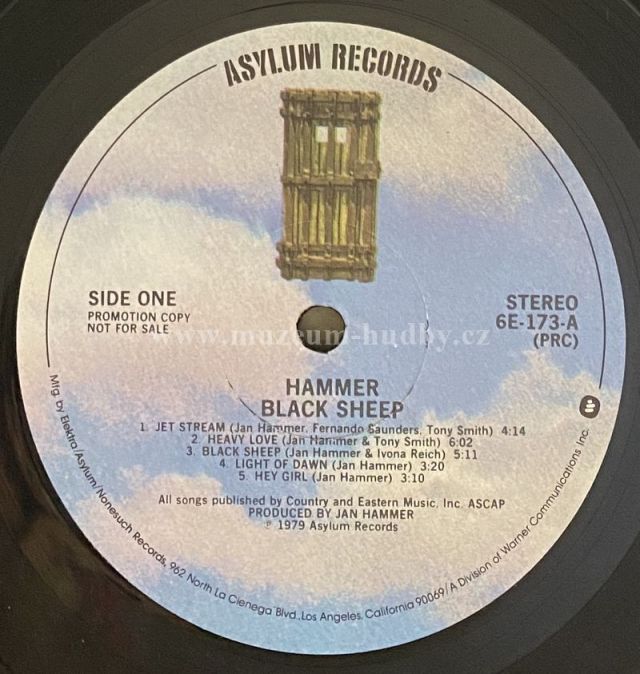 ASYLUM RECORDS
SIDE ONE
PROMOTION COPY
NOT FOR SALE
STEREO
6E-173-A
(PRC)
www.muzeum-hudby.cz
HAMMER
BLACK SHEEP
1. JET STREAM (Jan Hammer, Fernando Saunders, Tony Smith) 4:14
2. HEAVY LOVE (Jan Hammer & Tony Smith) 6:02
3. BLACK SHEEP (Jan Hammer & Ivona Reich) 5:11
4. LIGHT OF DAWN (Jan Hammer) 3:20
5. HEY GIRL (Jan Hammer) 3:10
All songs published by Country and Eastern Music, Inc. ASCAP
PRODUCED BY JAN HAMMER
℗ 1979 Asylum Records
Mfg. by Elektra/Asylum/Nonesuch Records, 962 North La Cienega Blvd., Los Angeles, California 90069/A Division of Warner Communications Inc.